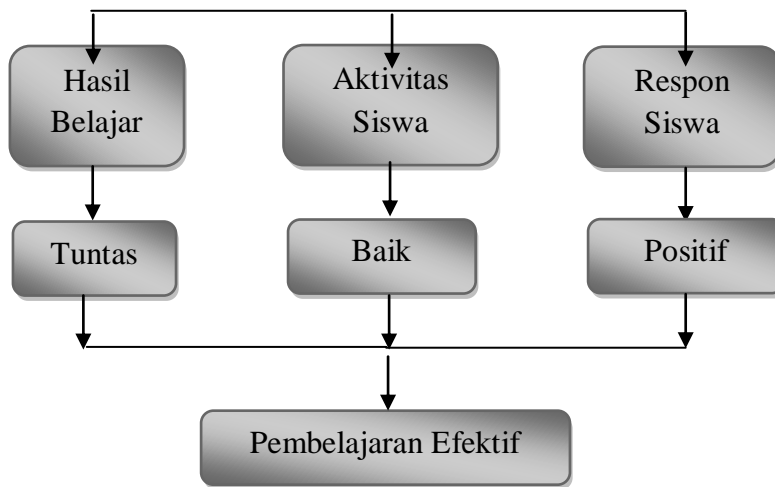 Hasil
Belajar
Aktivitas
Siswa
Respon
Siswa
Tuntas
Baik
Positif
Pembelajaran Efektif